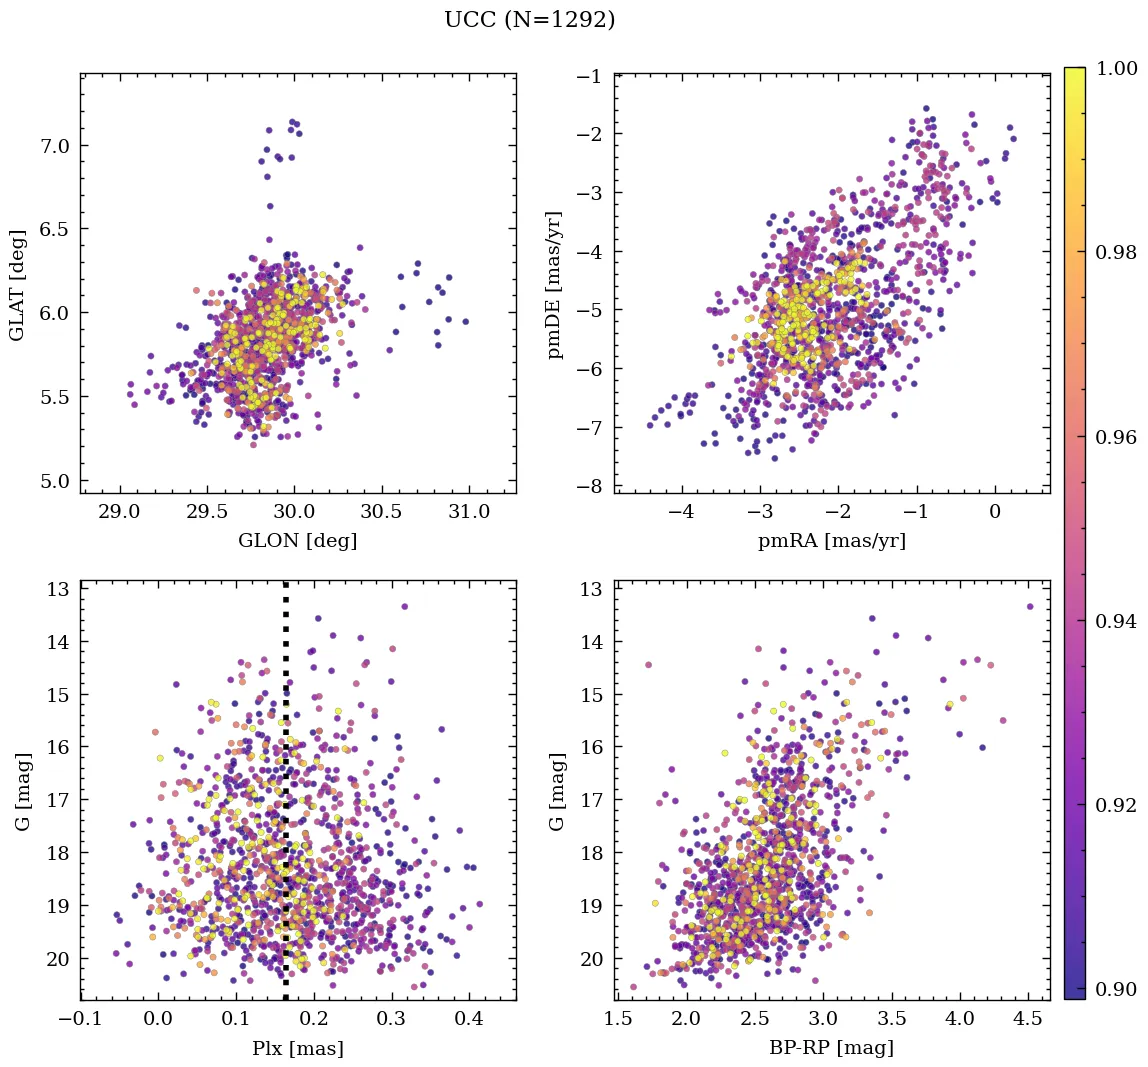 UCC (N=1292)
7.0
6.5
6.0
5.5
5.0
GLAT [deg]
29.0 29.5 30.0 30.5 31.0
GLON [deg]
−1
−2
−3
−4
−5
−6
−7
−8
pmDE [mas/yr]
−4 −3 −2 −1 0
pmRA [mas/yr]
13
14
15
16
17
18
19
20
G [mag]
−0.1 0.0 0.1 0.2 0.3 0.4
Plx [mas]
13
14
15
16
17
18
19
20
G [mag]
1.5 2.0 2.5 3.0 3.5 4.0 4.5
BP-RP [mag]
1.00
0.98
0.96
0.94
0.92
0.90